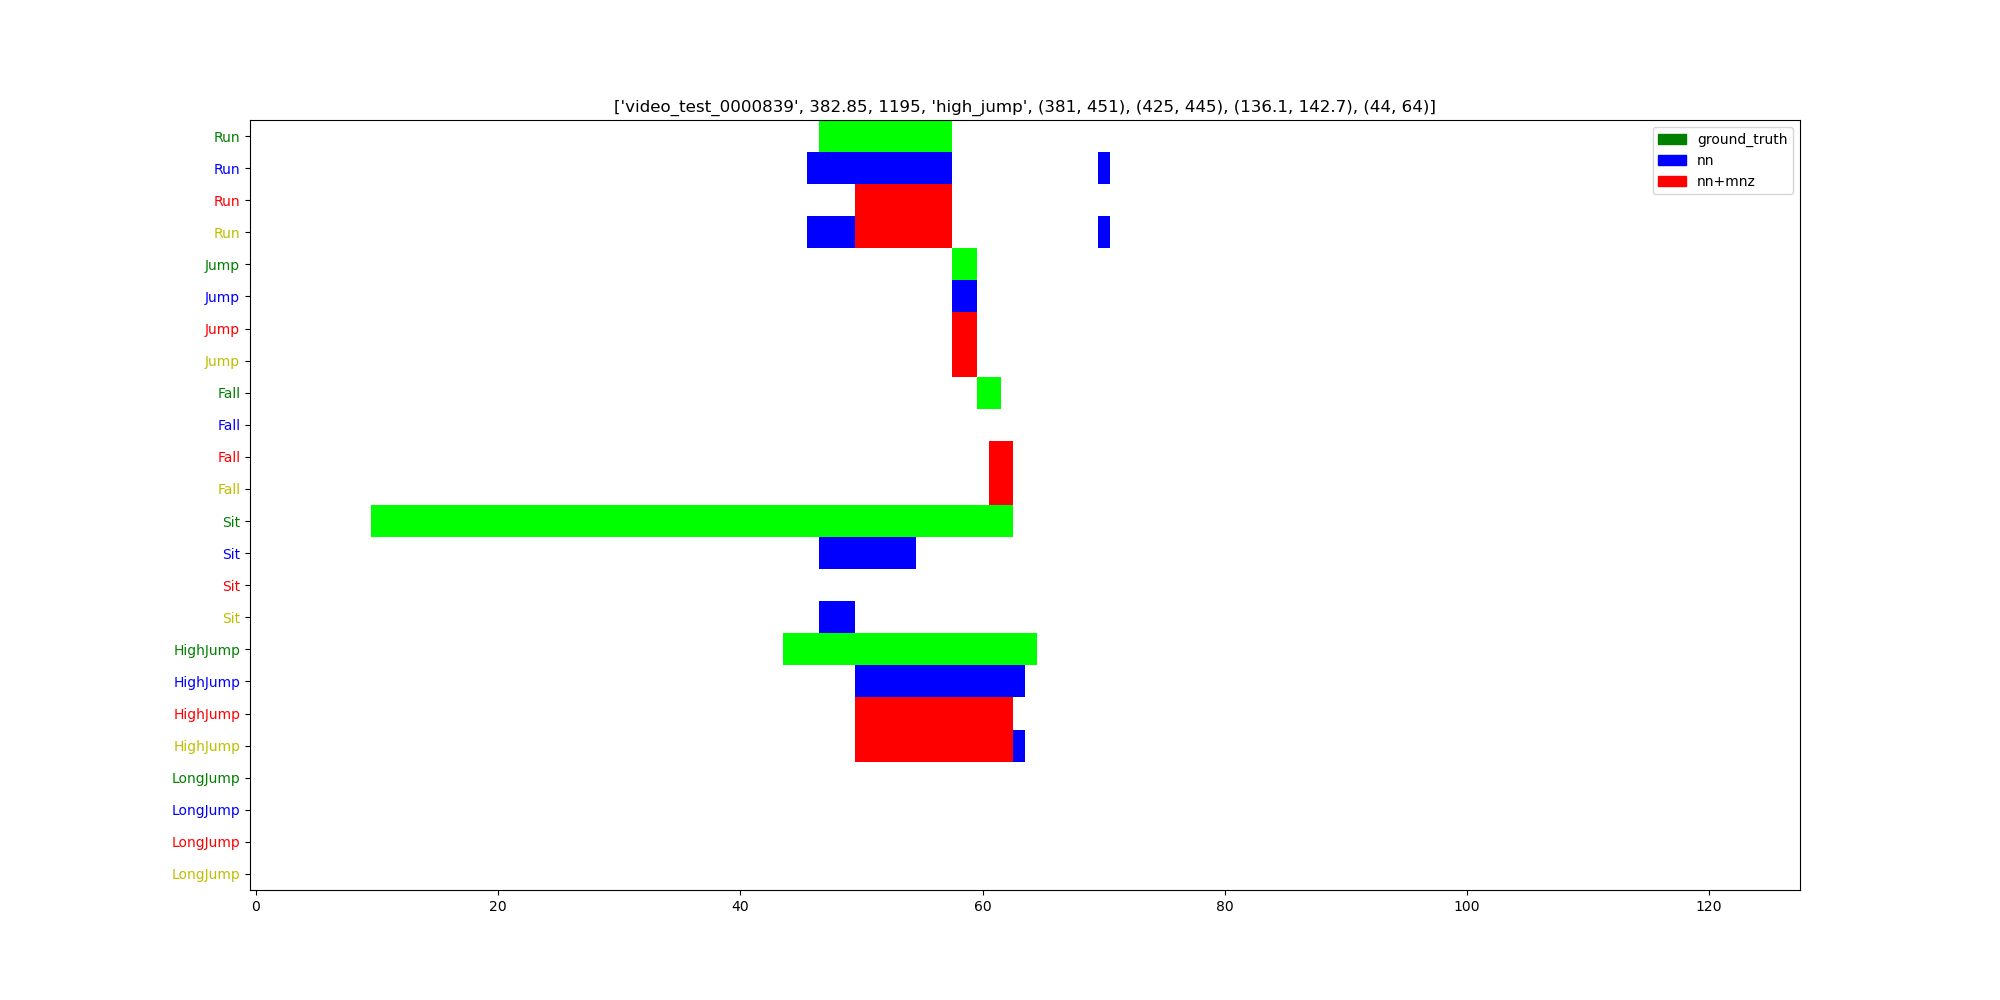 ['video_test_0000839', 382.85, 1195, 'high_jump', (381, 451), (425, 445), (136.1, 142.7), (44, 64)]
ground_truth
nn
nn+mnz
Run
Run
Run
Run
Jump
Jump
Jump
Jump
Fall
Fall
Fall
Fall
Sit
Sit
Sit
Sit
HighJump
HighJump
HighJump
HighJump
LongJump
LongJump
LongJump
LongJump
0 20 40 60 80 100 120